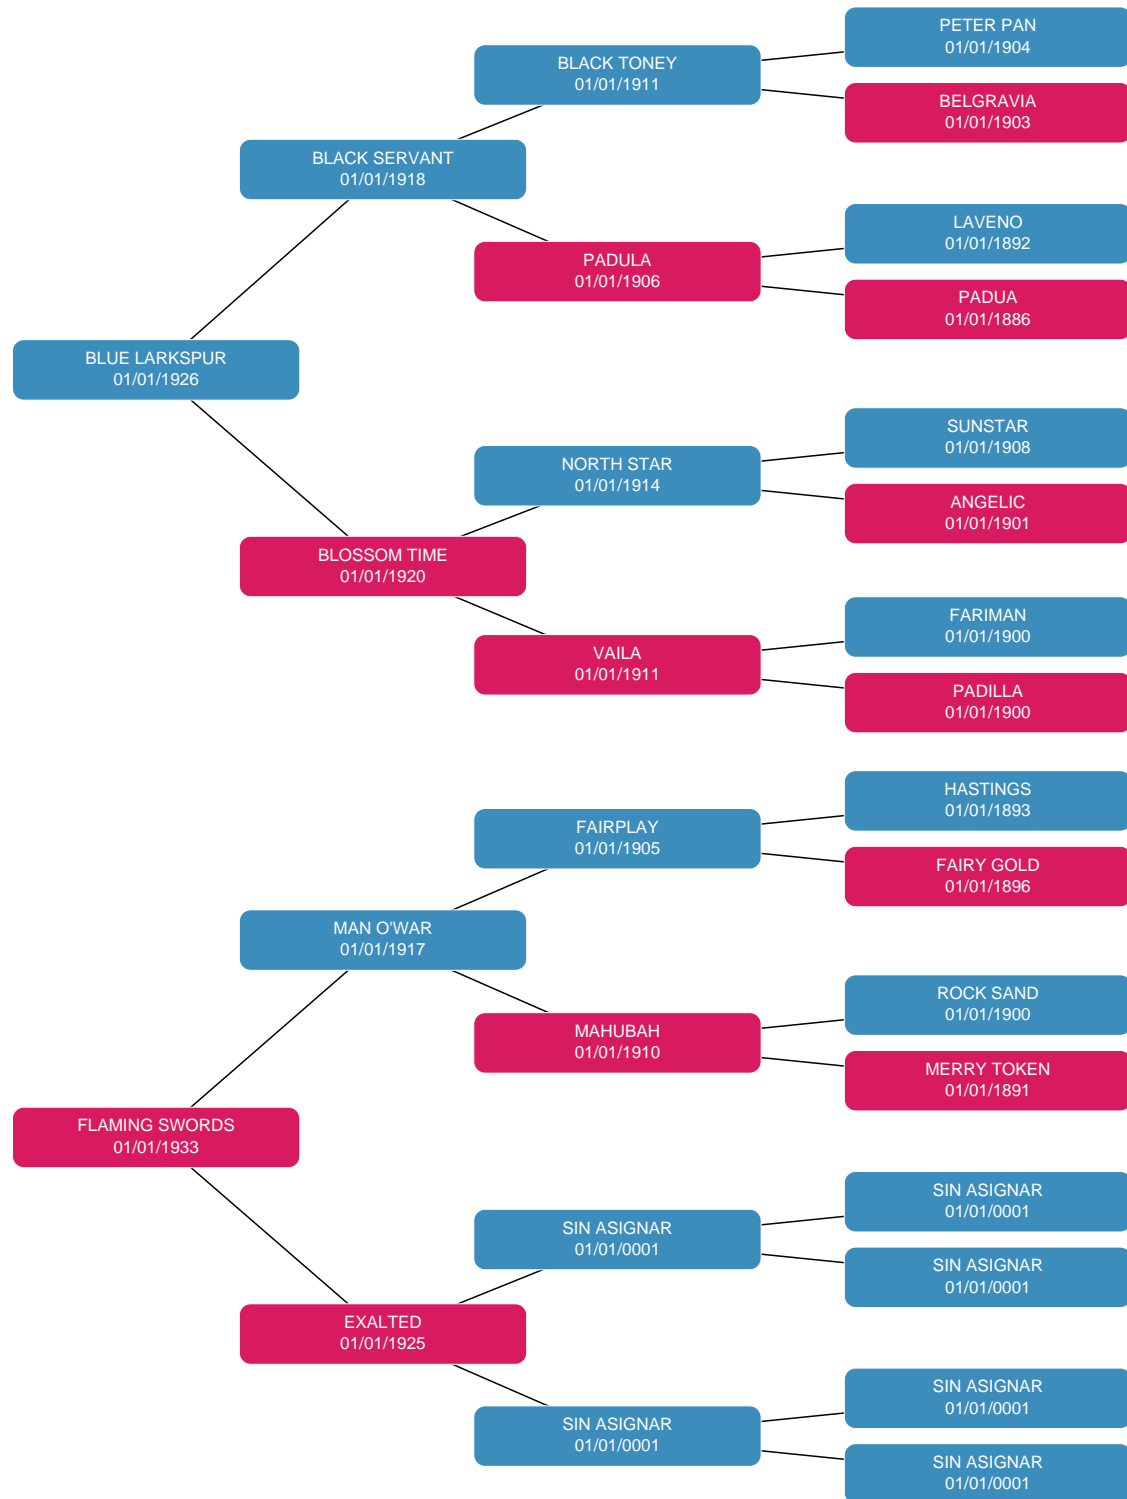 PETER PAN
01/01/1904
BLACK TONEY
01/01/1911
BELGRAVIA
01/01/1903
BLACK SERVANT
01/01/1918
LAVENO
01/01/1892
PADULA
01/01/1906
PADUA
01/01/1886
BLUE LARKSPUR
01/01/1926
SUNSTAR
01/01/1908
NORTH STAR
01/01/1914
ANGELIC
01/01/1901
BLOSSOM TIME
01/01/1920
FARIMAN
01/01/1900
VAILA
01/01/1911
PADILLA
01/01/1900
HASTINGS
01/01/1893
FAIRPLAY
01/01/1905
FAIRY GOLD
01/01/1896
MAN O'WAR
01/01/1917
ROCK SAND
01/01/1900
MAHUBAH
01/01/1910
MERRY TOKEN
01/01/1891
FLAMING SWORDS
01/01/1933
SIN ASIGNAR
01/01/0001
SIN ASIGNAR
01/01/0001
SIN ASIGNAR
01/01/0001
EXALTED
01/01/1925
SIN ASIGNAR
01/01/0001
SIN ASIGNAR
01/01/0001
SIN ASIGNAR
01/01/0001